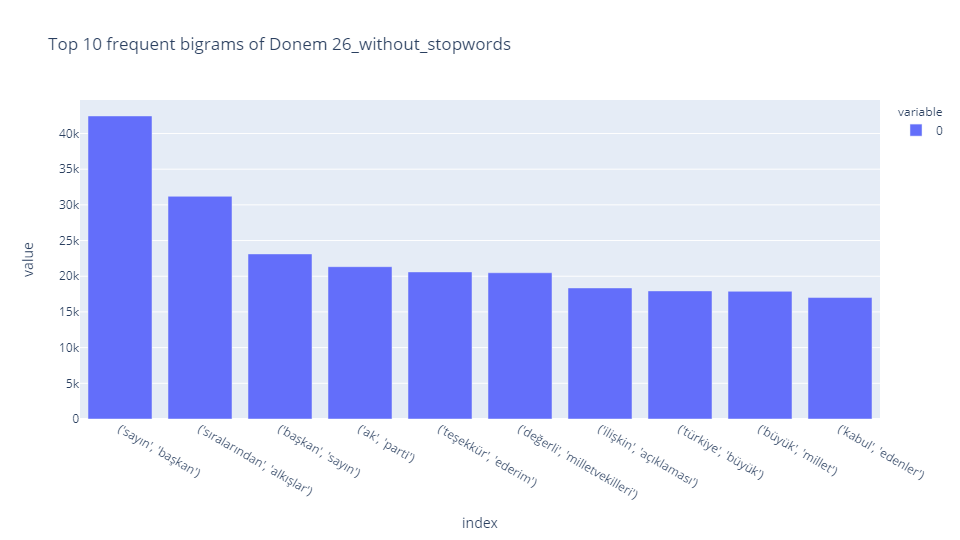 Top 10 frequent bigrams of Donem 26_without_stopwords
variable
0
value
40k
35k
30k
25k
20k
15k
10k
5k
0
('sayın', 'başkan')
('sıralarından', 'alkışlar')
('başkan', 'sayın')
('ak', 'parti')
('teşekkür', 'ederim')
('değerli', 'milletvekilleri')
('ilişkin', 'açıklaması')
('türkiye', 'büyük')
('büyük', 'millet')
('kabul', 'edenler')
index